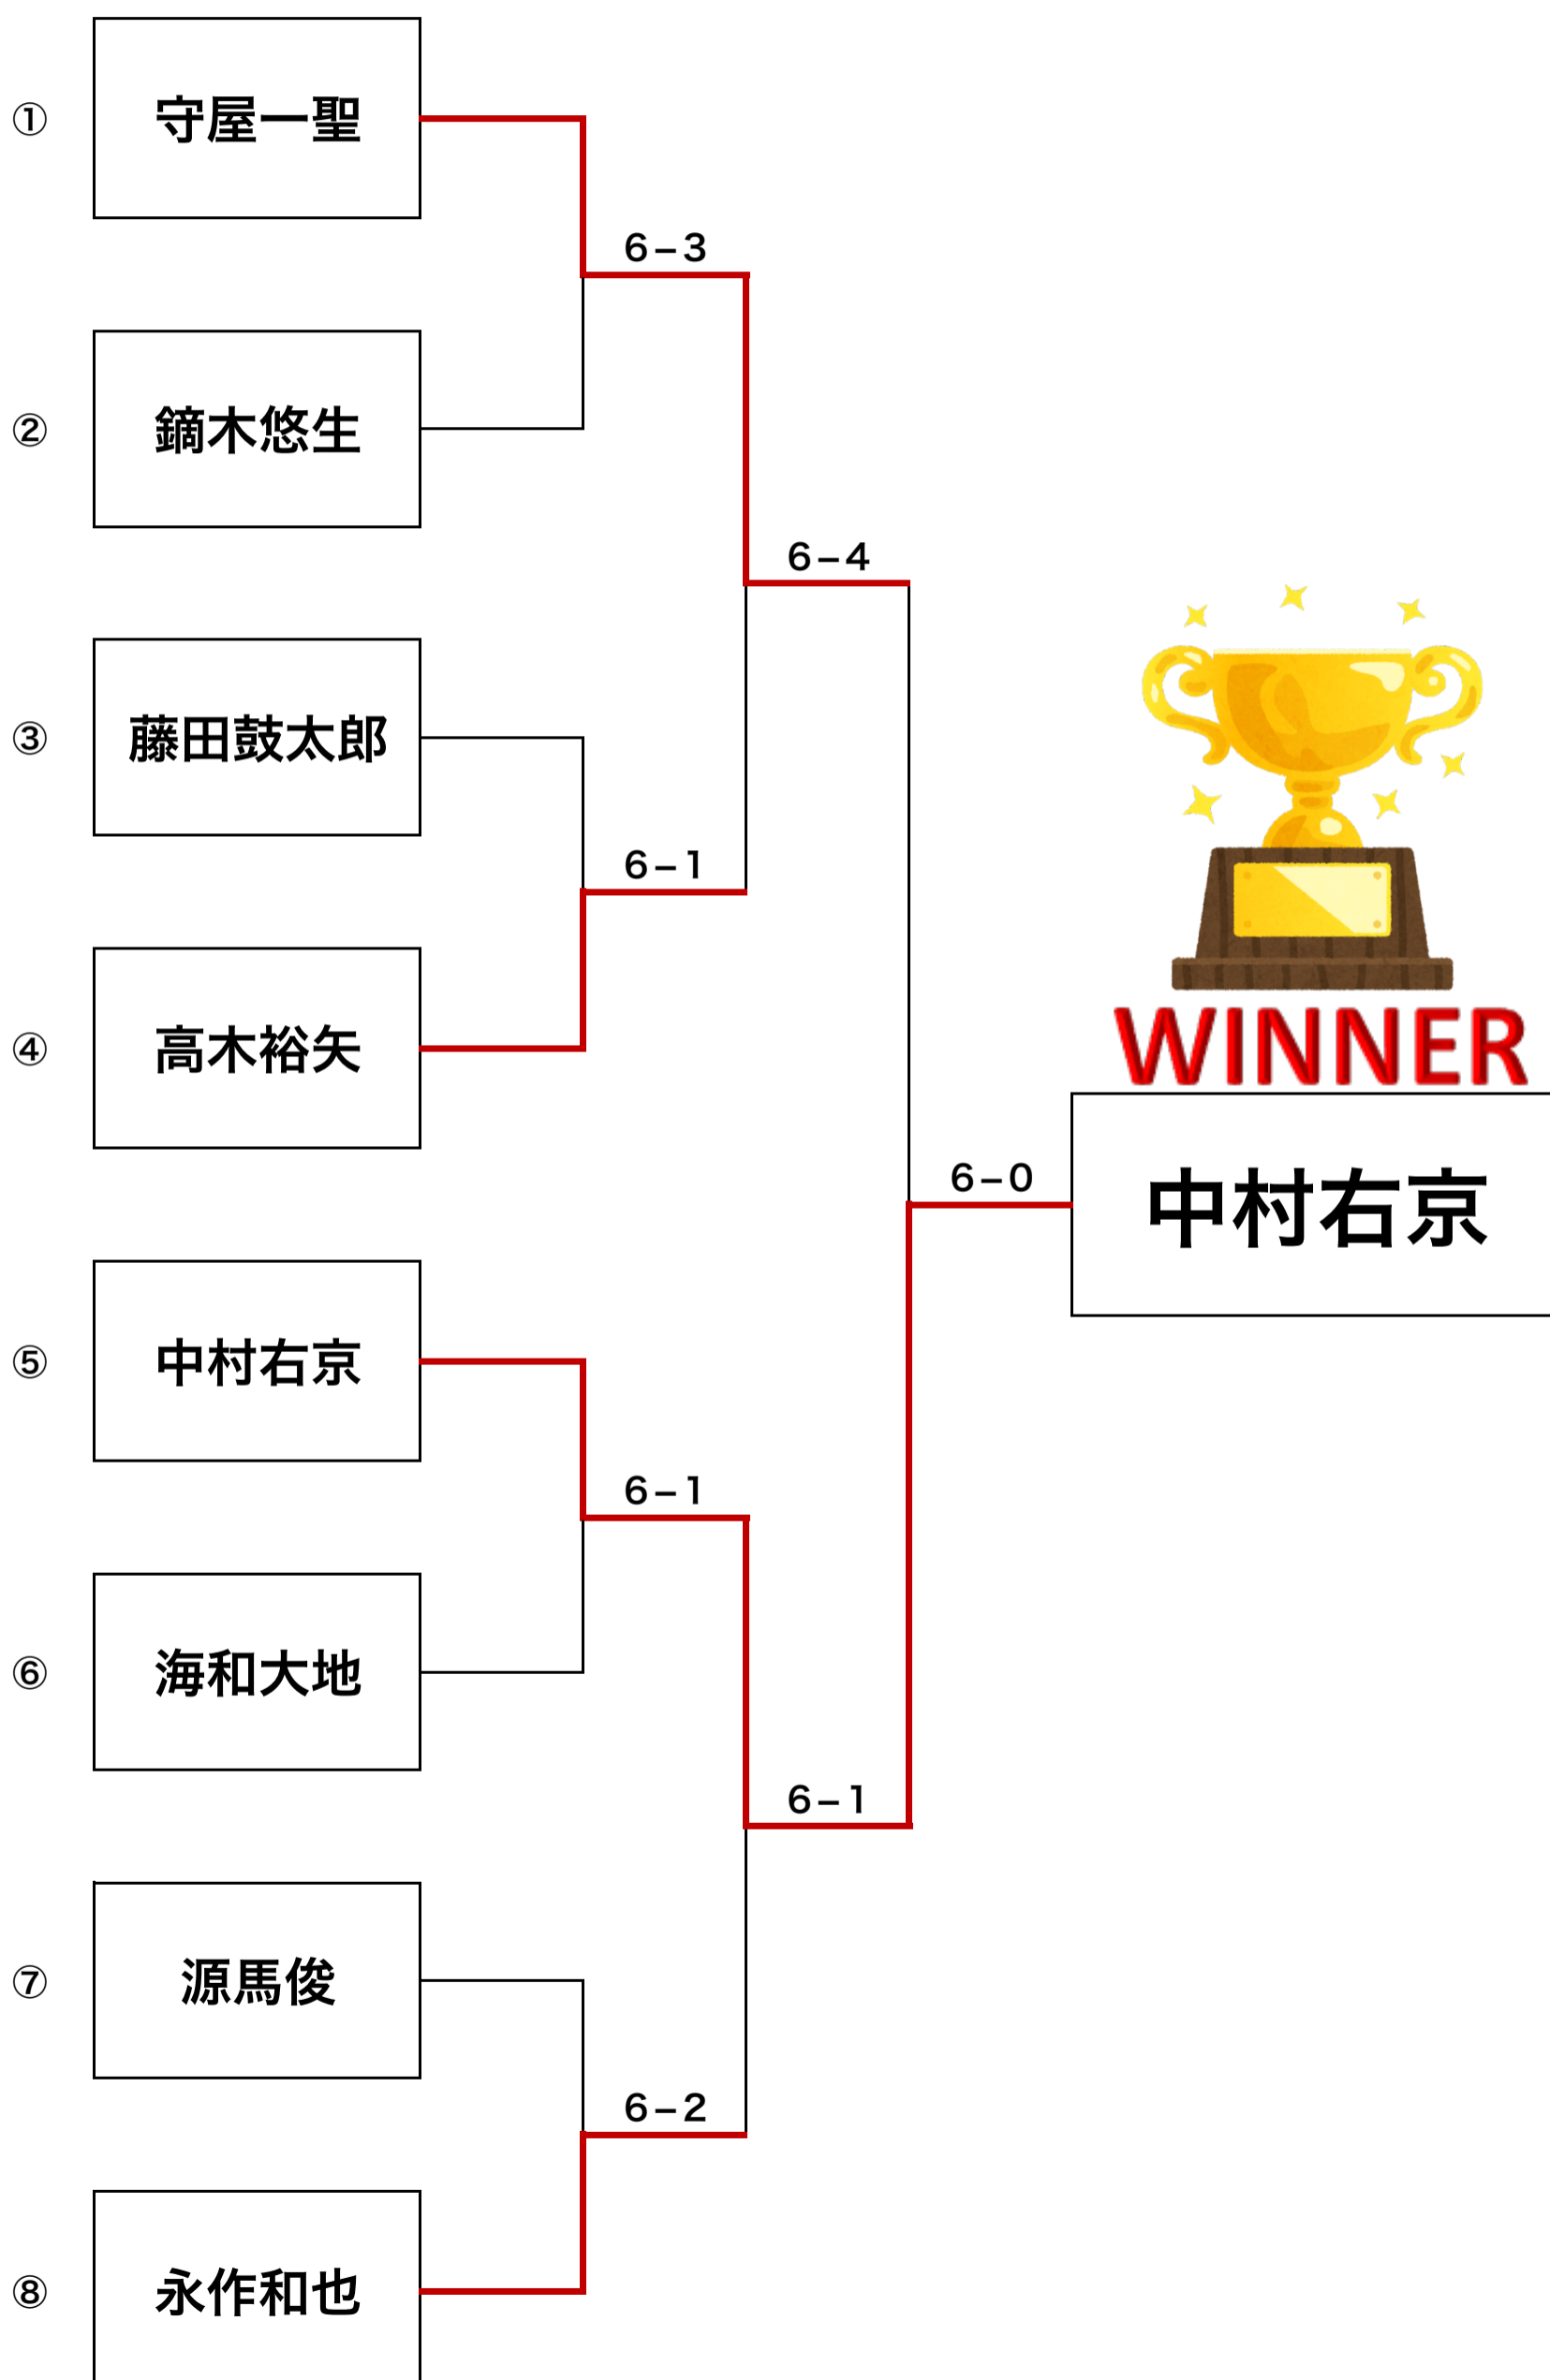 ① 守屋一聖
6−3
② 鏑木悠生
6−4
③ 藤田鼓太郎
6−1
④ 高木裕矢
WINNER
6−0
中村右京
⑤ 中村右京
6−1
⑥ 海和大地
6−1
⑦ 源馬俊
6−2
⑧ 永作和也